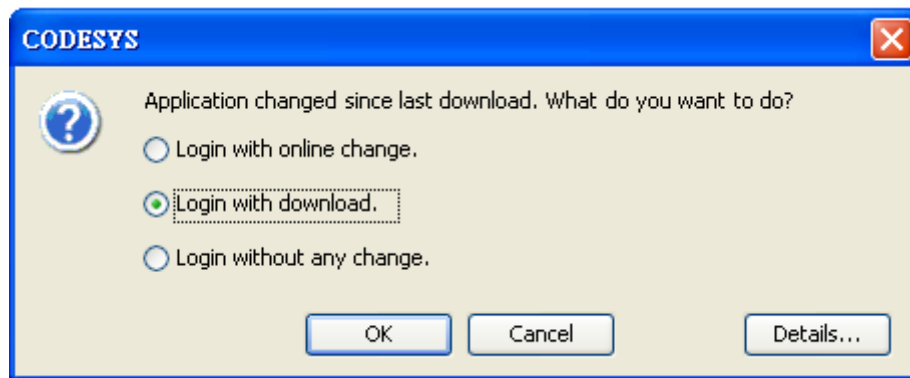 CODESYS
Application changed since last download. What do you want to do?
Login with online change.
Login with download.
Login without any change.
OK Cancel Details...